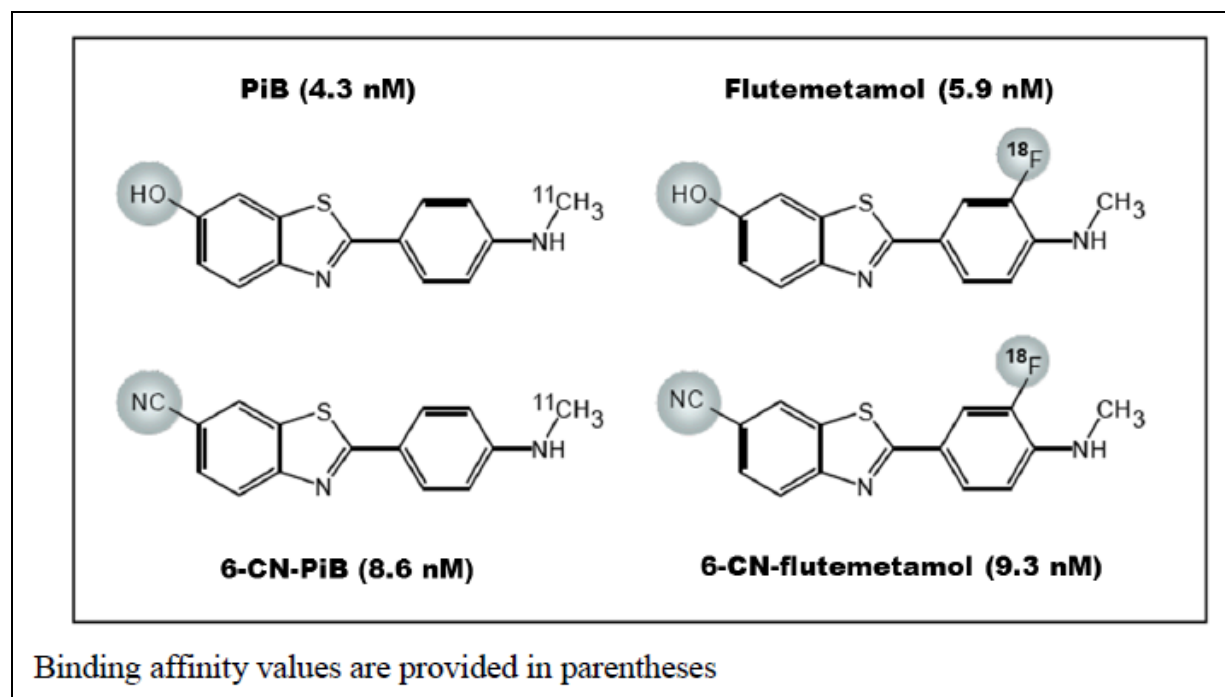 PiB (4.3 nM)
Flutemetamol (5.9 nM)
HO
S
N
¹¹CH₃
NH
HO
S
N
¹⁸F
CH₃
NH
NC
S
N
¹¹CH₃
NH
NC
S
N
¹⁸F
CH₃
NH
6-CN-PiB (8.6 nM)
6-CN-flutemetamol (9.3 nM)
Binding affinity values are provided in parentheses